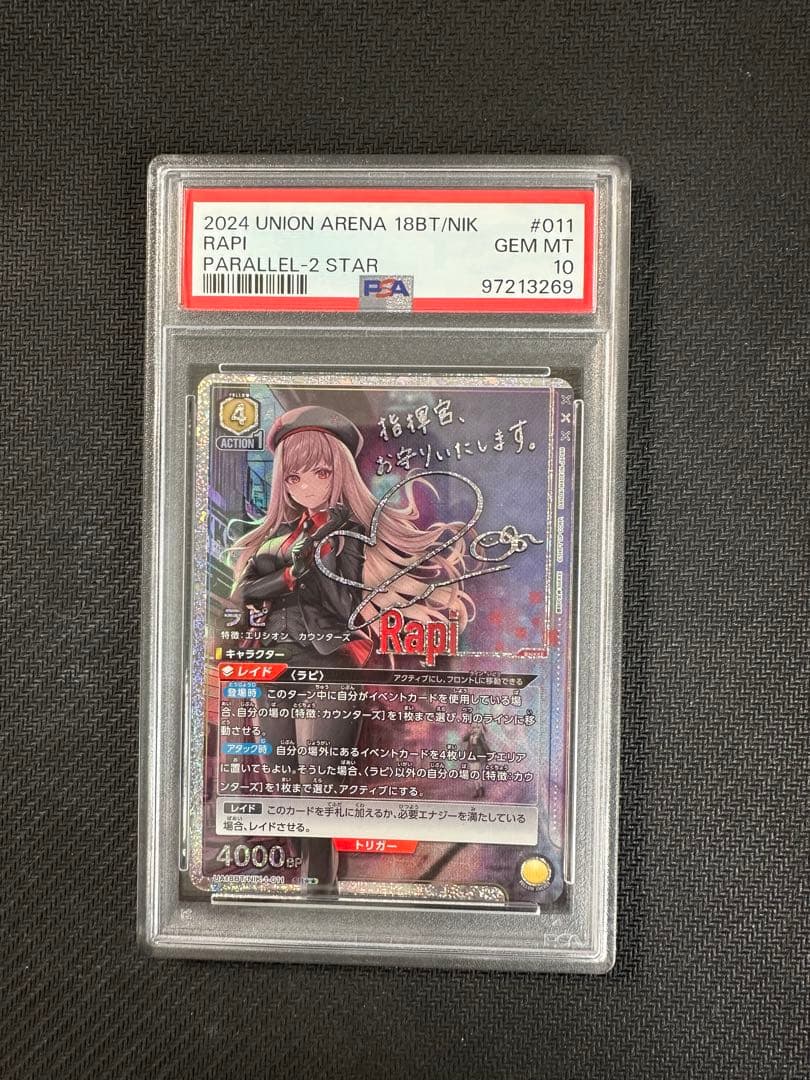 2024 UNION ARENA 18BT/NIK #011
RAPI GEM MT
PARALLEL-2 STAR 10
PSA 97213269
4
ACTION 1
指揮官、
お守りいたします。
ラピ
Rapi
特徴:エリシオン カウンターズ
キャラクター
レイド 〈ラピ〉 アクティブにし、フロントLに移動できる
登場時 このターン中に自分がイベントカードを使用している場
合、自分の場の[特徴:カウンターズ]を1枚まで選び、別のラインに移
動させる。
アタック時 自分の場外にあるイベントカードを4枚リムーブエリア
に置いてもよい。そうした場合、〈ラピ〉以外の自分の場の[特徴:カウ
ンターズ]を1枚まで選び、アクティブにする。
レイド このカードを手札に加えるか、必要エナジーを満たしている
場合、レイドさせる。
トリガー
4000BP
PSA